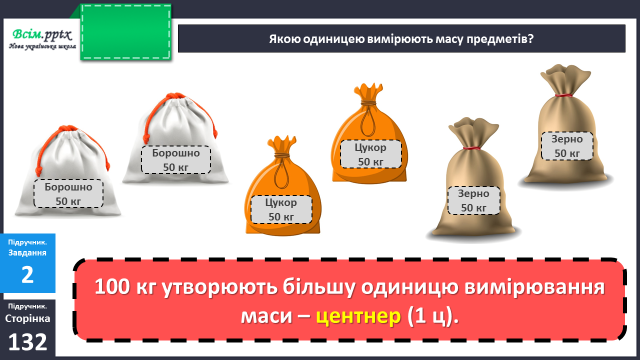 Всім.pptx
Нова українська школа
Якою одиницею вимірюють масу предметів?
Борошно
50 кг
Борошно
50 кг
Цукор
50 кг
Цукор
50 кг
Зерно
50 кг
Зерно
50 кг
Підручник.
Завдання
2
Підручник.
Сторінка
132
100 кг утворюють більшу одиницю вимірювання
маси – центнер (1 ц).